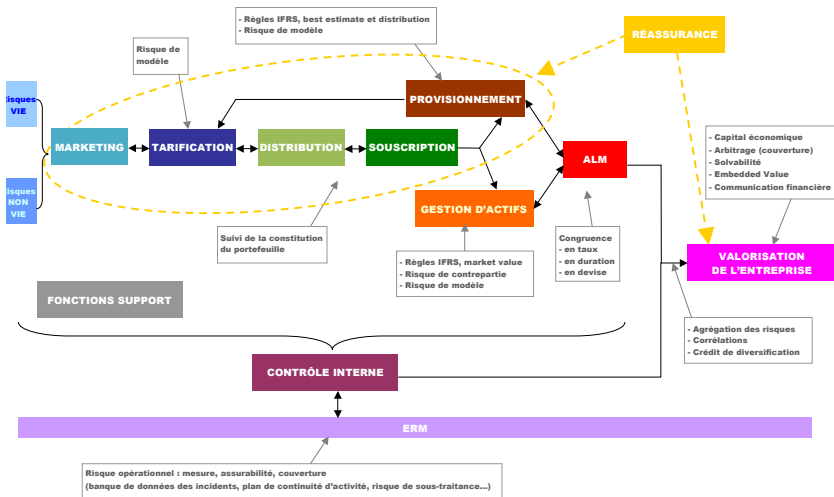 - Règles IFRS, best estimate et distribution
- Risque de modèle
RÉASSURANCE
Risque de
modèle
Risques
VIE
PROVISIONNEMENT
MARKETING
TARIFICATION
DISTRIBUTION
SOUSCRIPTION
ALM
- Capital économique
- Arbitrage (couverture)
- Solvabilité
- Embedded Value
- Communication financière
Risques
NON
VIE
GESTION D’ACTIFS
Suivi de la constitution
du portefeuille
- Règles IFRS, market value
- Risque de contrepartie
- Risque de modèle
Congruence
- en taux
- en duration
- en devise
VALORISATION
DE L’ENTREPRISE
FONCTIONS SUPPORT
- Agrégation des risques
- Corrélations
- Crédit de diversification
CONTRÔLE INTERNE
ERM
Risque opérationnel : mesure, assurabilité, couverture
(banque de données des incidents, plan de continuité d’activité, risque de sous-traitance…)